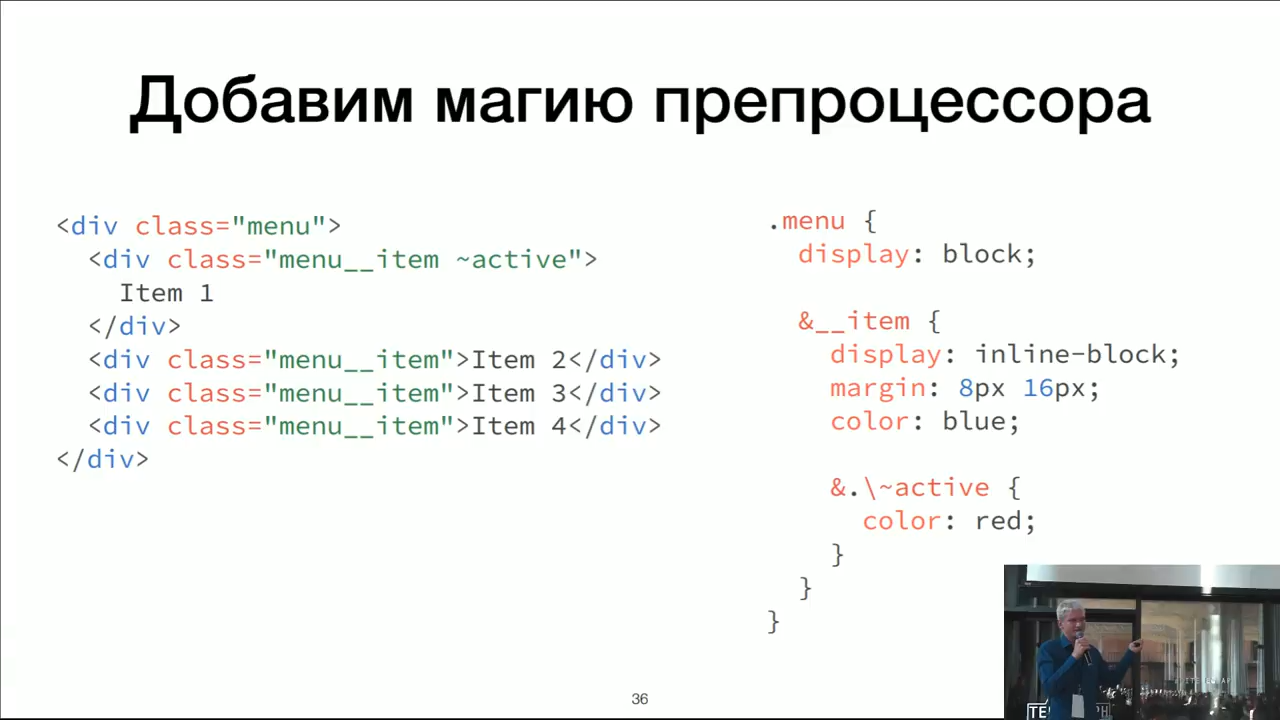 Добавим магию препроцессора
<div class="menu">
<div class="menu__item ~active">
Item 1
</div>
<div class="menu__item">Item 2</div>
<div class="menu__item">Item 3</div>
<div class="menu__item">Item 4</div>
</div>
.menu {
display: block;
&__item {
display: inline-block;
margin: 8px 16px;
color: blue;
&.\~active {
color: red;
}
}
}
36